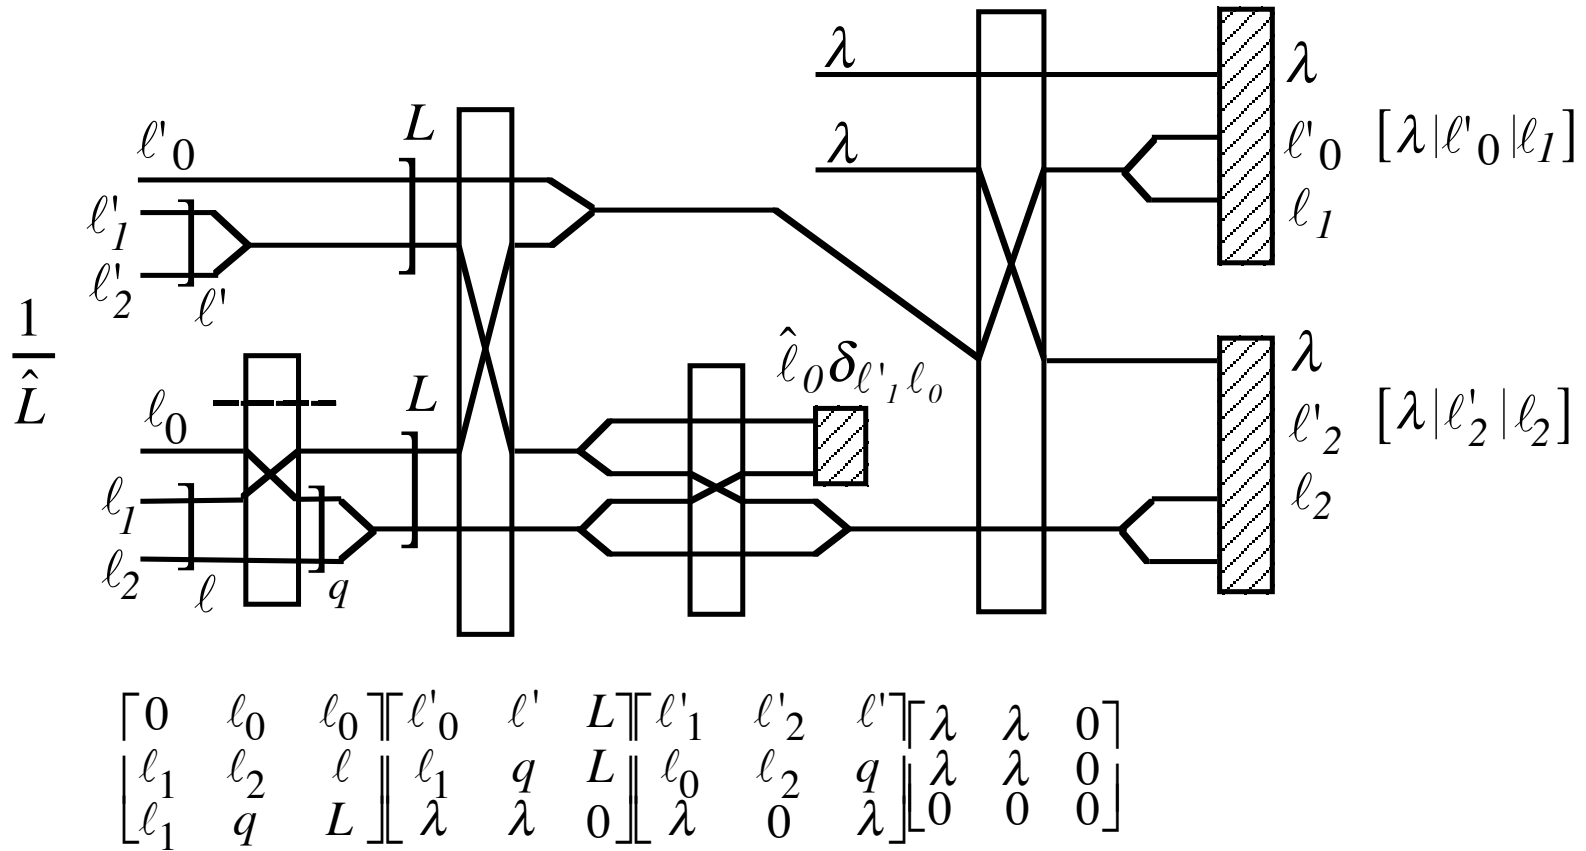 λ
λ
λ
ℓ'₀ [λ|ℓ'₀|ℓ₁]
ℓ₁
L
ℓ'₀
ℓ'₁
ℓ'₂
ℓ'
1
L̂
ℓ̂₀δℓ'₁ℓ₀
λ
ℓ'₂ [λ|ℓ'₂|ℓ₂]
ℓ₂
L
ℓ₀
ℓ₁
ℓ₂
ℓ
q
[0 ℓ₀ ℓ₀][ℓ'₀ ℓ' L][ℓ'₁ ℓ'₂ ℓ'][λ λ 0]
[ℓ₁ ℓ₂ ℓ][ℓ₁ q L][ℓ₀ ℓ₂ q][λ λ 0]
[ℓ₁ q L][λ λ 0][λ 0 λ][0 0 0]